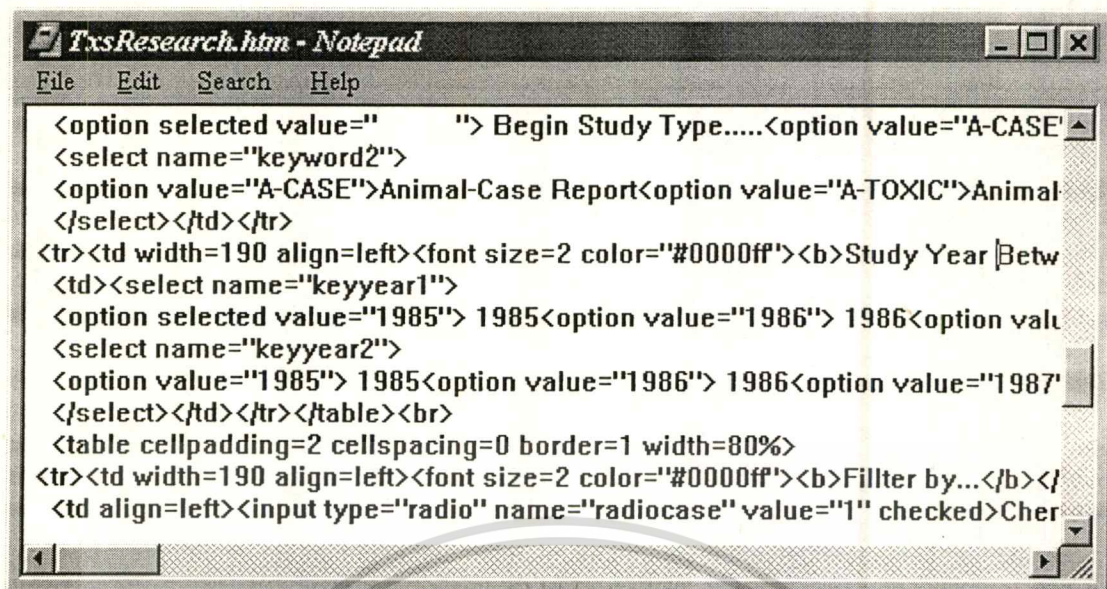 TxsResearch.htm - Notepad
File Edit Search Help
<option selected value="        "> Begin Study Type.....<option value="A-CASE"
<select name="keyword2">
<option value="A-CASE">Animal-Case Report<option value="A-TOXIC">Animal-
</select></td></tr>
<tr><td width=190 align=left><font size=2 color="#0000ff"><b>Study Year Betw
<td><select name="keyyear1">
<option selected value="1985"> 1985<option value="1986"> 1986<option valu
<select name="keyyear2">
<option value="1985"> 1985<option value="1986"> 1986<option value="1987"
</select></td></tr></table><br>
<table cellpadding=2 cellspacing=0 border=1 width=80%>
<tr><td width=190 align=left><font size=2 color="#0000ff"><b>Fillter by...</b></
<td align=left><input type="radio" name="radiocase" value="1" checked>Cher